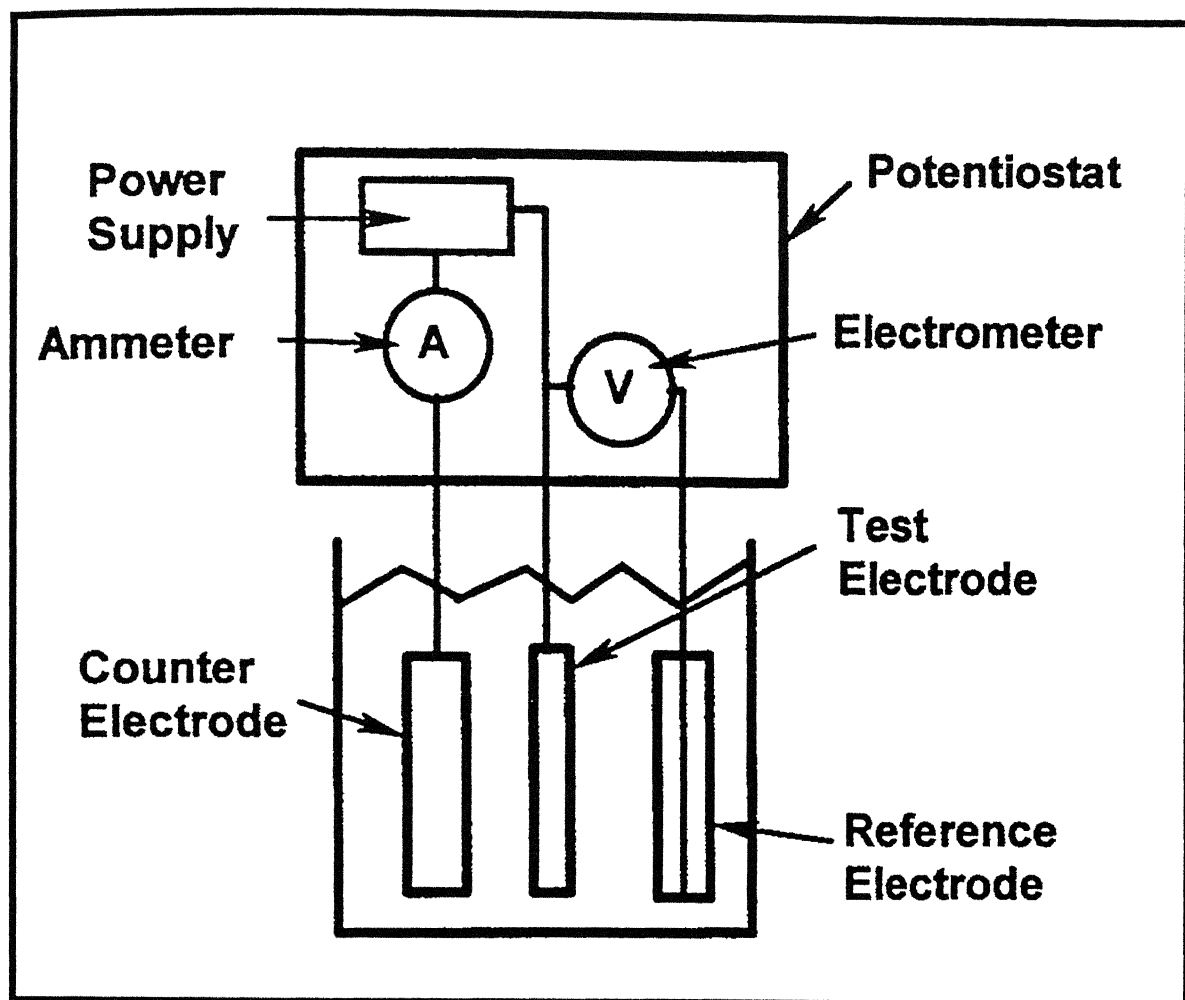 Power
Supply
Potentiostat
Ammeter
A
Electrometer
V
Test
Electrode
Counter
Electrode
Reference
Electrode